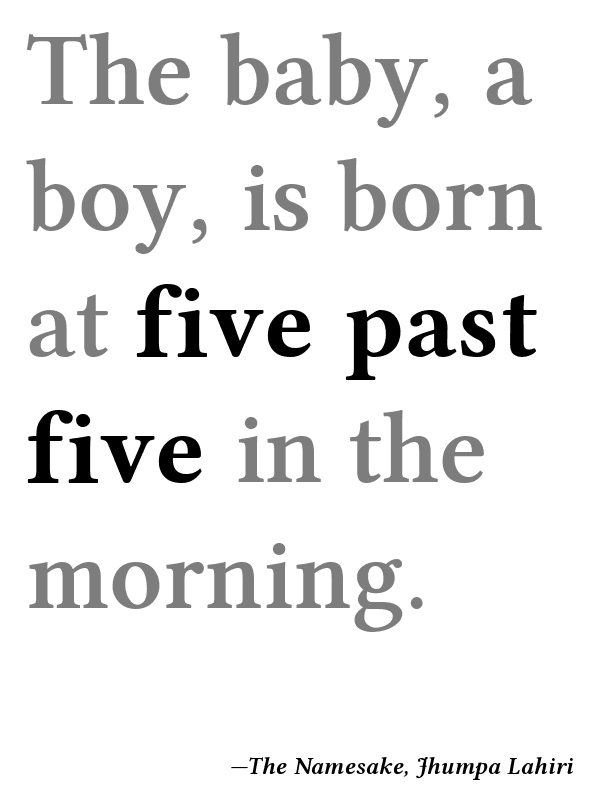 The baby, a
boy, is born
at five past
five in the
morning.
—The Namesake, Jhumpa Lahiri